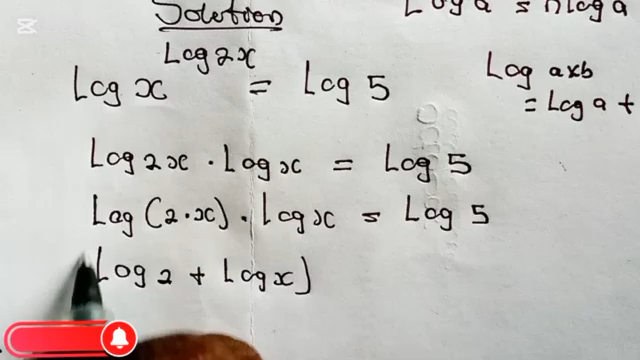 Solution
Log a = n log a
Log 2x
Log x = Log 5
Log axb
= Log a +
Log 2x . Log x = Log 5
Log (2·x) . Log x = Log 5
Log 2 + Log x)